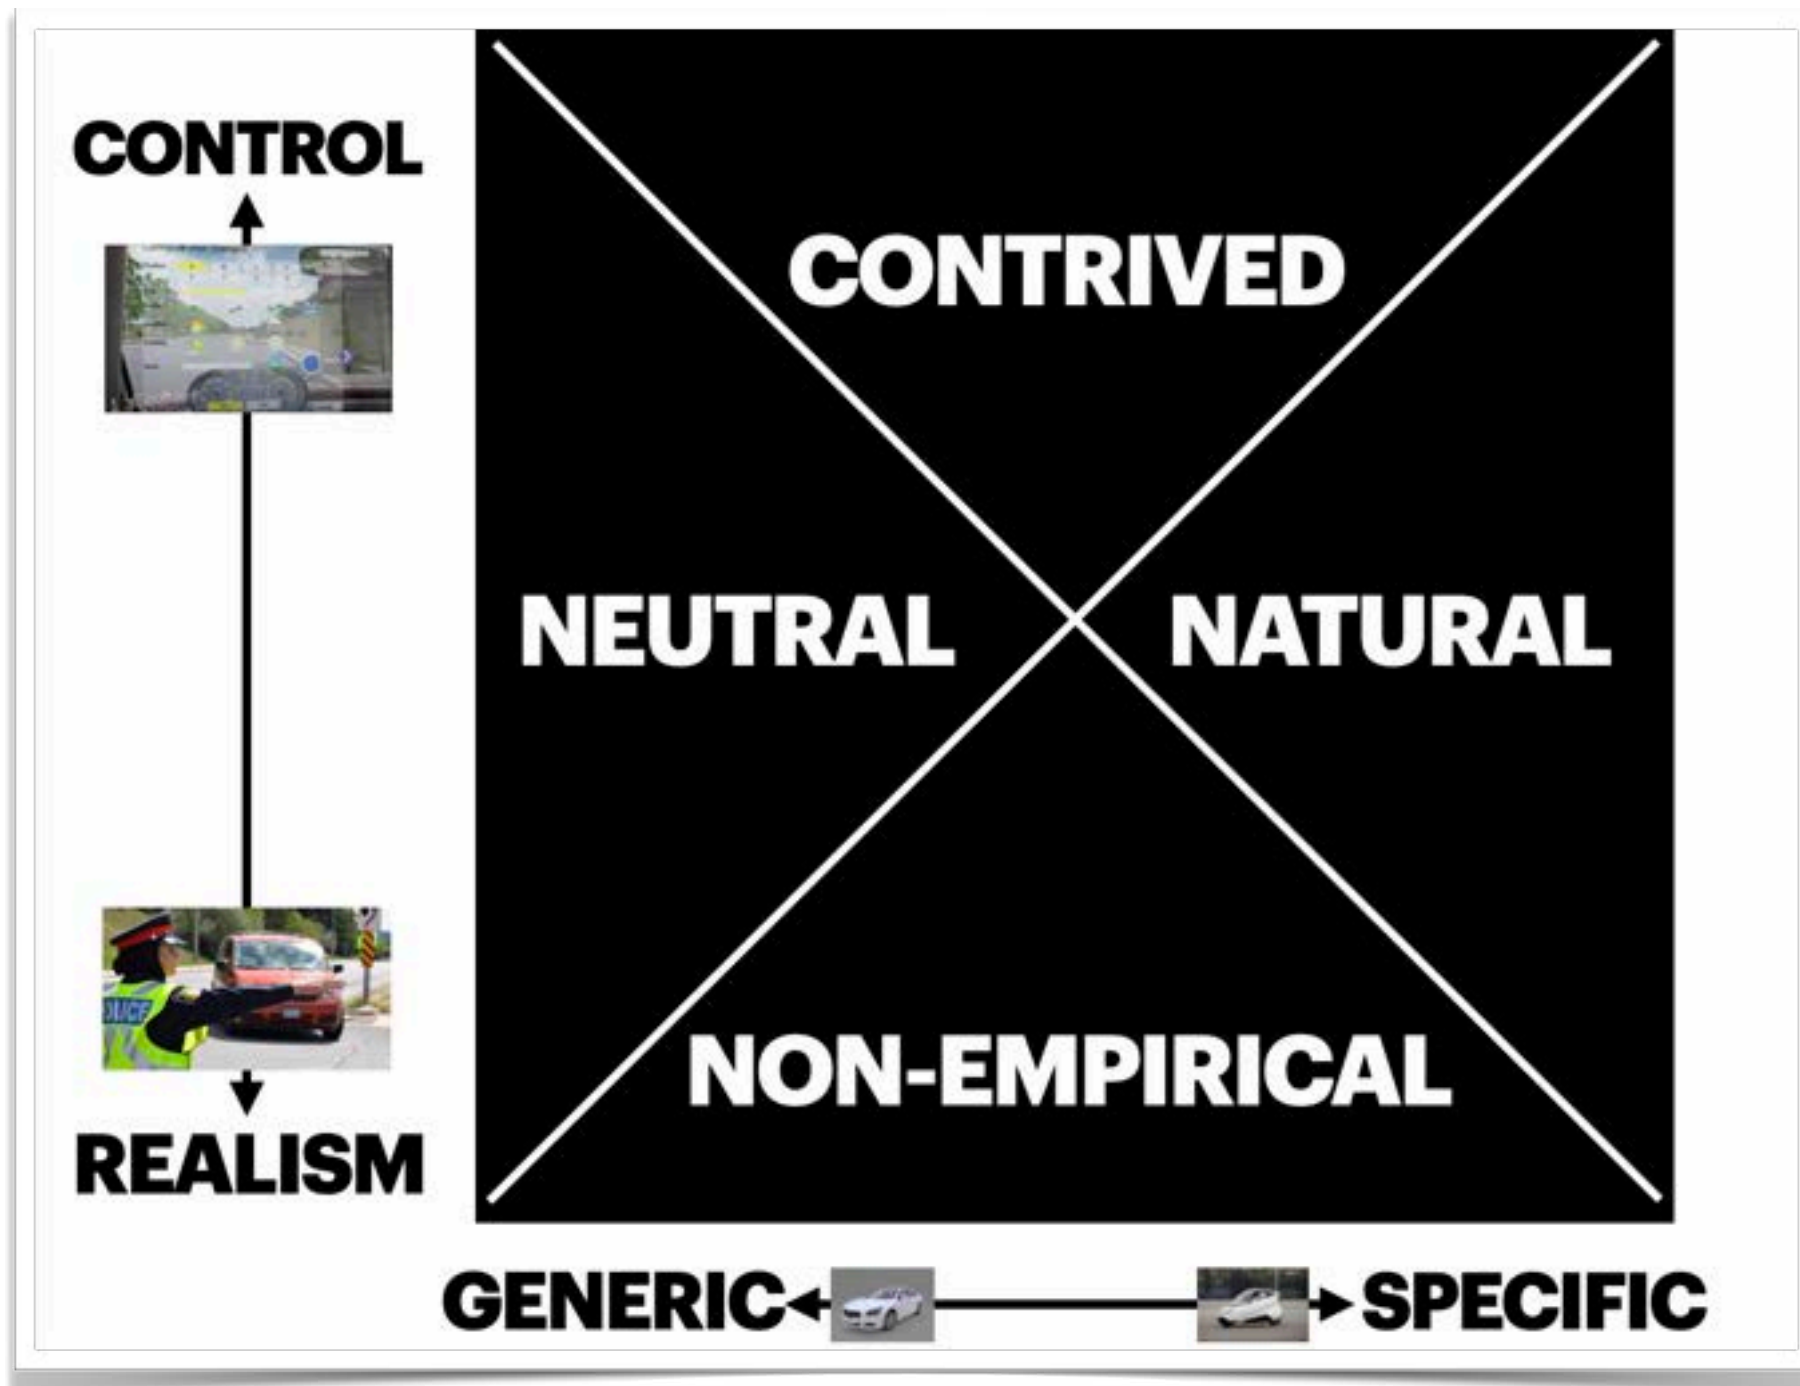 CONTROL
CONTRIVED
NEUTRAL
NATURAL
NON-EMPIRICAL
REALISM
GENERIC
SPECIFIC